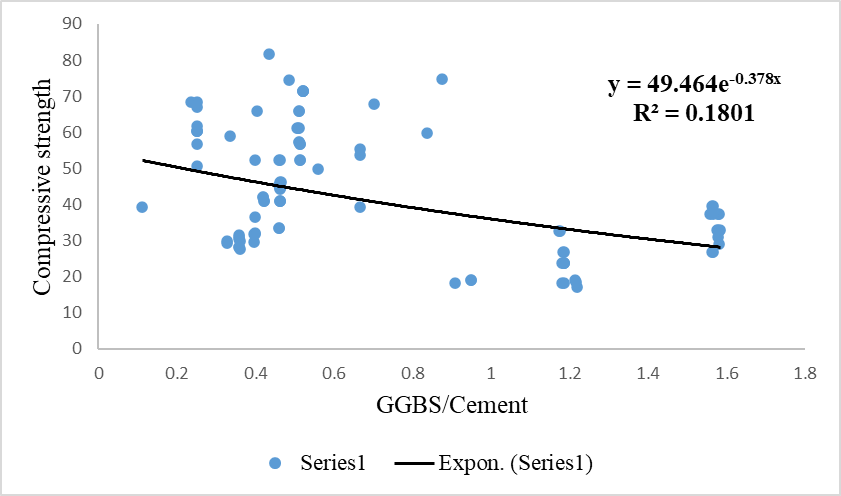 90
80
70
60
50
40
30
20
10
0
Compressive strength
y = 49.464e^-0.378x
R² = 0.1801
0 0.2 0.4 0.6 0.8 1 1.2 1.4 1.6 1.8
GGBS/Cement
Series1 Expon. (Series1)